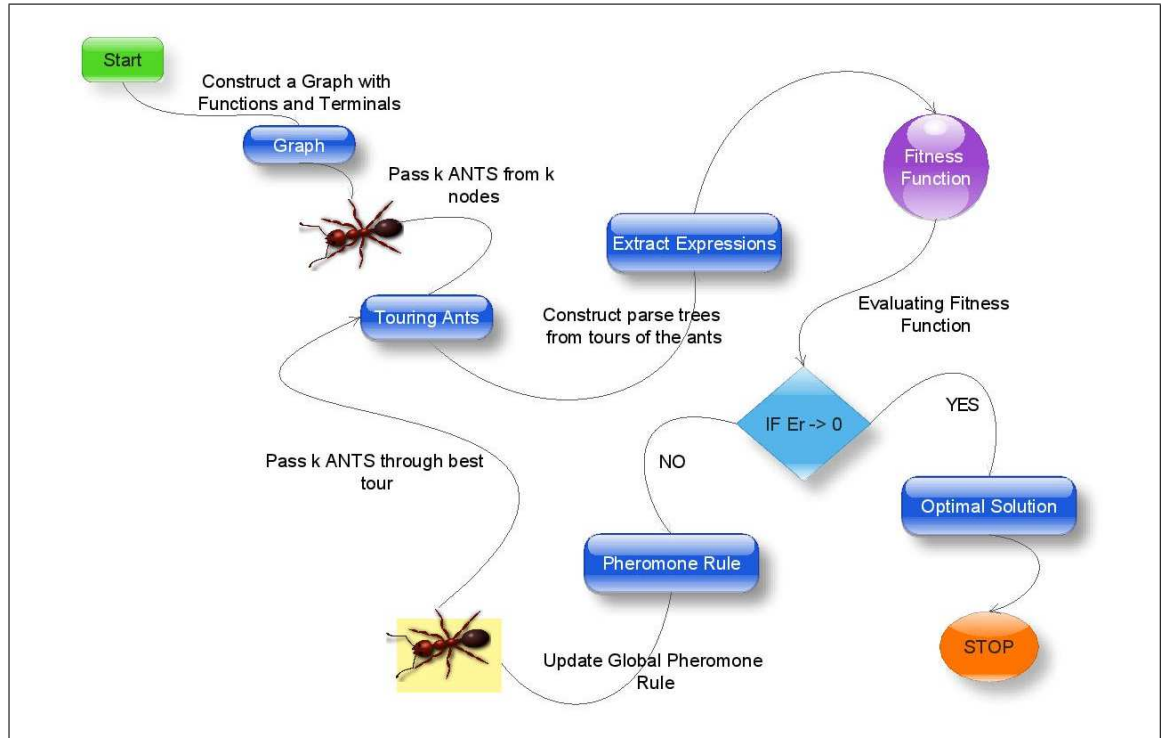 Start
Construct a Graph with
Functions and Terminals
Graph
Pass k ANTS from k
nodes
Touring Ants
Construct parse trees
from tours of the ants
Extract Expressions
Fitness
Function
Evaluating Fitness
Function
IF Er -> 0
YES
Optimal Solution
STOP
NO
Pheromone Rule
Update Global Pheromone
Rule
Pass k ANTS through best
tour